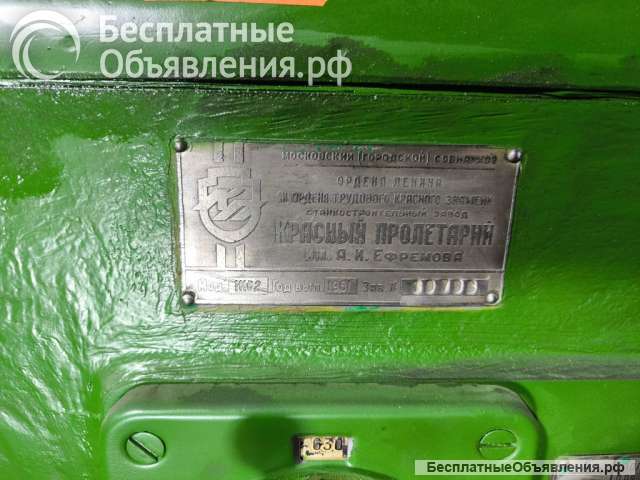 Бесплатные
Объявления.рф
МОСКОВСКИЙ (ГОРОДСКОЙ) СОВНАРХОЗ
ОРДЕНА ЛЕНИНА
И ОРДЕНА ТРУДОВОГО КРАСНОГО ЗНАМЕНИ
СТАНКОСТРОИТЕЛЬНЫЙ ЗАВОД
КРАСНЫЙ ПРОЛЕТАРИЙ
ИМ. А. И. ЕФРЕМОВА
Мод. 1К62 Год вып. Зав. №
630
БесплатныеОбъявления.рф